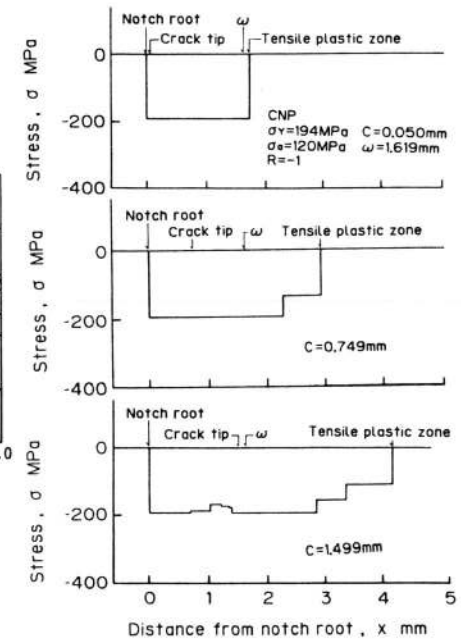 Notch root
ω
Crack tip
Tensile plastic zone
0
-200
-400
Stress, σ MPa
CNP
σY=194MPa C=0.050mm
σa=120MPa ω=1.619mm
R=-1
Notch root
Crack tip
ω
Tensile plastic zone
0
-200
-400
Stress, σ MPa
C=0.749mm
.0
Notch root
Crack tip
ω
Tensile plastic zone
0
-200
-400
Stress, σ MPa
C=1.499mm
0 1 2 3 4 5
Distance from notch root, x mm